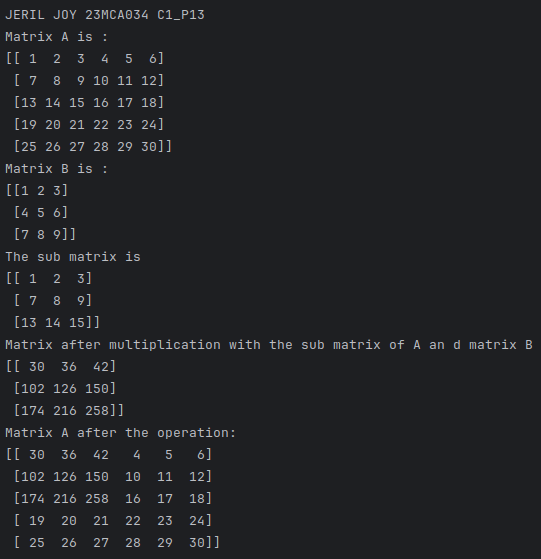 JERIL JOY 23MCA034 C1_P13
Matrix A is :
[[ 1  2  3  4  5  6]
 [ 7  8  9 10 11 12]
 [13 14 15 16 17 18]
 [19 20 21 22 23 24]
 [25 26 27 28 29 30]]
Matrix B is :
[[1 2 3]
 [4 5 6]
 [7 8 9]]
The sub matrix is
[[ 1  2  3]
 [ 7  8  9]
 [13 14 15]]
Matrix after multiplication with the sub matrix of A an d matrix B
[[ 30  36  42]
 [102 126 150]
 [174 216 258]]
Matrix A after the operation:
[[ 30  36  42   4   5   6]
 [102 126 150  10  11  12]
 [174 216 258  16  17  18]
 [ 19  20  21  22  23  24]
 [ 25  26  27  28  29  30]]